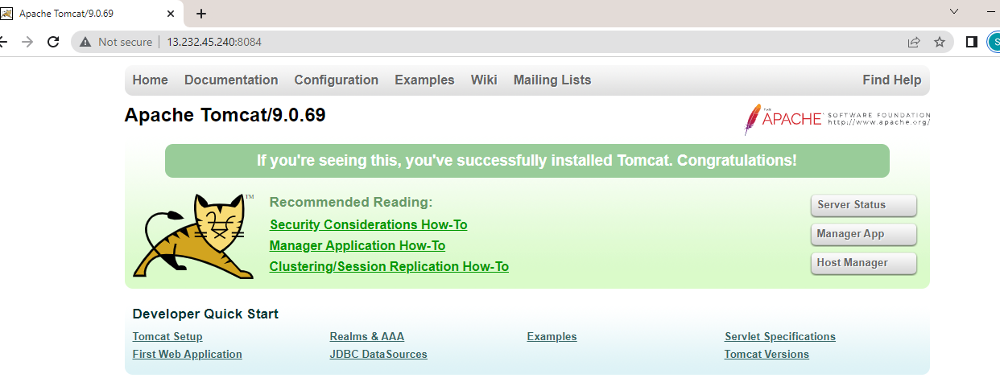 Apache Tomcat/9.0.69
Not secure 13.232.45.240:8084
S
Home Documentation Configuration Examples Wiki Mailing Lists Find Help
Apache Tomcat/9.0.69
THE APACHE® SOFTWARE FOUNDATION
http://www.apache.org/
If you're seeing this, you've successfully installed Tomcat. Congratulations!
TM
Recommended Reading:
Security Considerations How-To
Manager Application How-To
Clustering/Session Replication How-To
Server Status
Manager App
Host Manager
Developer Quick Start
Tomcat Setup
First Web Application
Realms & AAA
JDBC DataSources
Examples
Servlet Specifications
Tomcat Versions